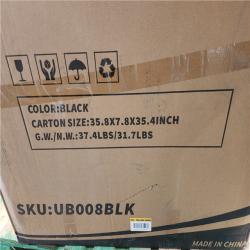 COLOR:BLACK
CARTON SIZE:35.8X7.8X35.4INCH
G.W./N.W.:37.4LBS/31.7LBS
SKU:UB008BLK
MADE IN CHINA